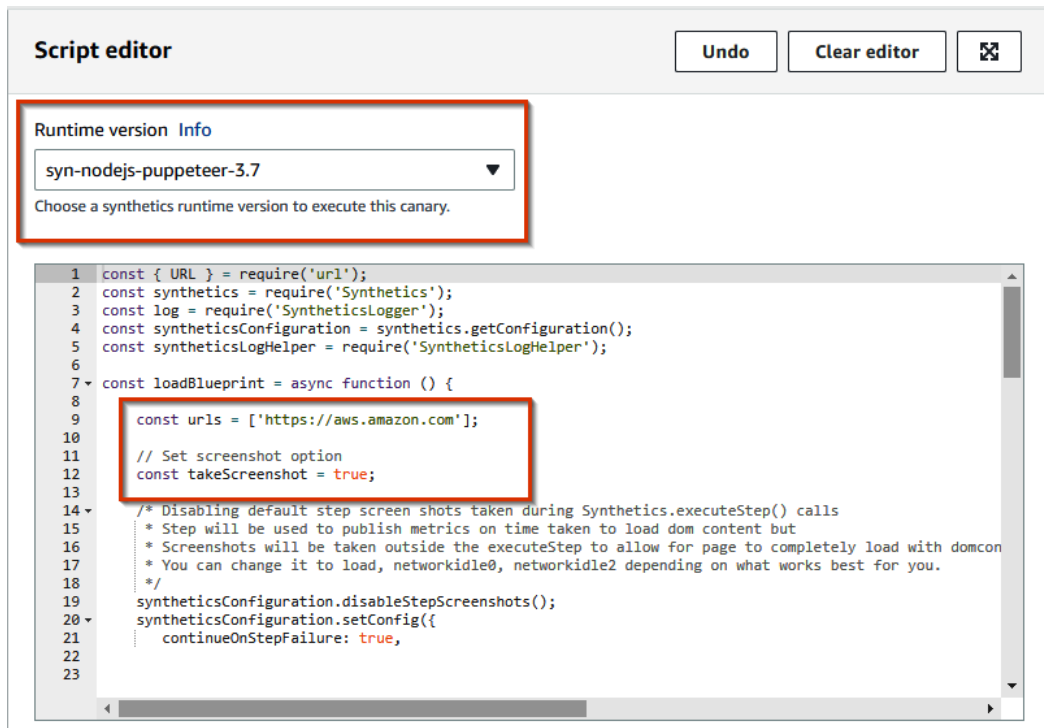 Script editor
Undo
Clear editor
Runtime version Info
syn-nodejs-puppeteer-3.7
Choose a synthetics runtime version to execute this canary.
1 const { URL } = require('url');
2 const synthetics = require('Synthetics');
3 const log = require('SyntheticsLogger');
4 const syntheticsConfiguration = synthetics.getConfiguration();
5 const syntheticsLogHelper = require('SyntheticsLogHelper');
6
7 const loadBlueprint = async function () {
8
9 const urls = ['https://aws.amazon.com'];
10
11 // Set screenshot option
12 const takeScreenshot = true;
13
14 /* Disabling default step screen shots taken during Synthetics.executeStep() calls
15 * Step will be used to publish metrics on time taken to load dom content but
16 * Screenshots will be taken outside the executeStep to allow for page to completely load with domcon
17 * You can change it to load, networkidle0, networkidle2 depending on what works best for you.
18 */
19 syntheticsConfiguration.disableStepScreenshots();
20 syntheticsConfiguration.setConfig({
21 continueOnStepFailure: true,
22
23